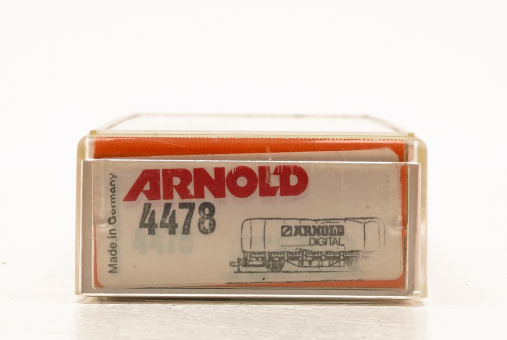 ARNOLD
4478
Made in Germany
ARNOLD
DIGITAL